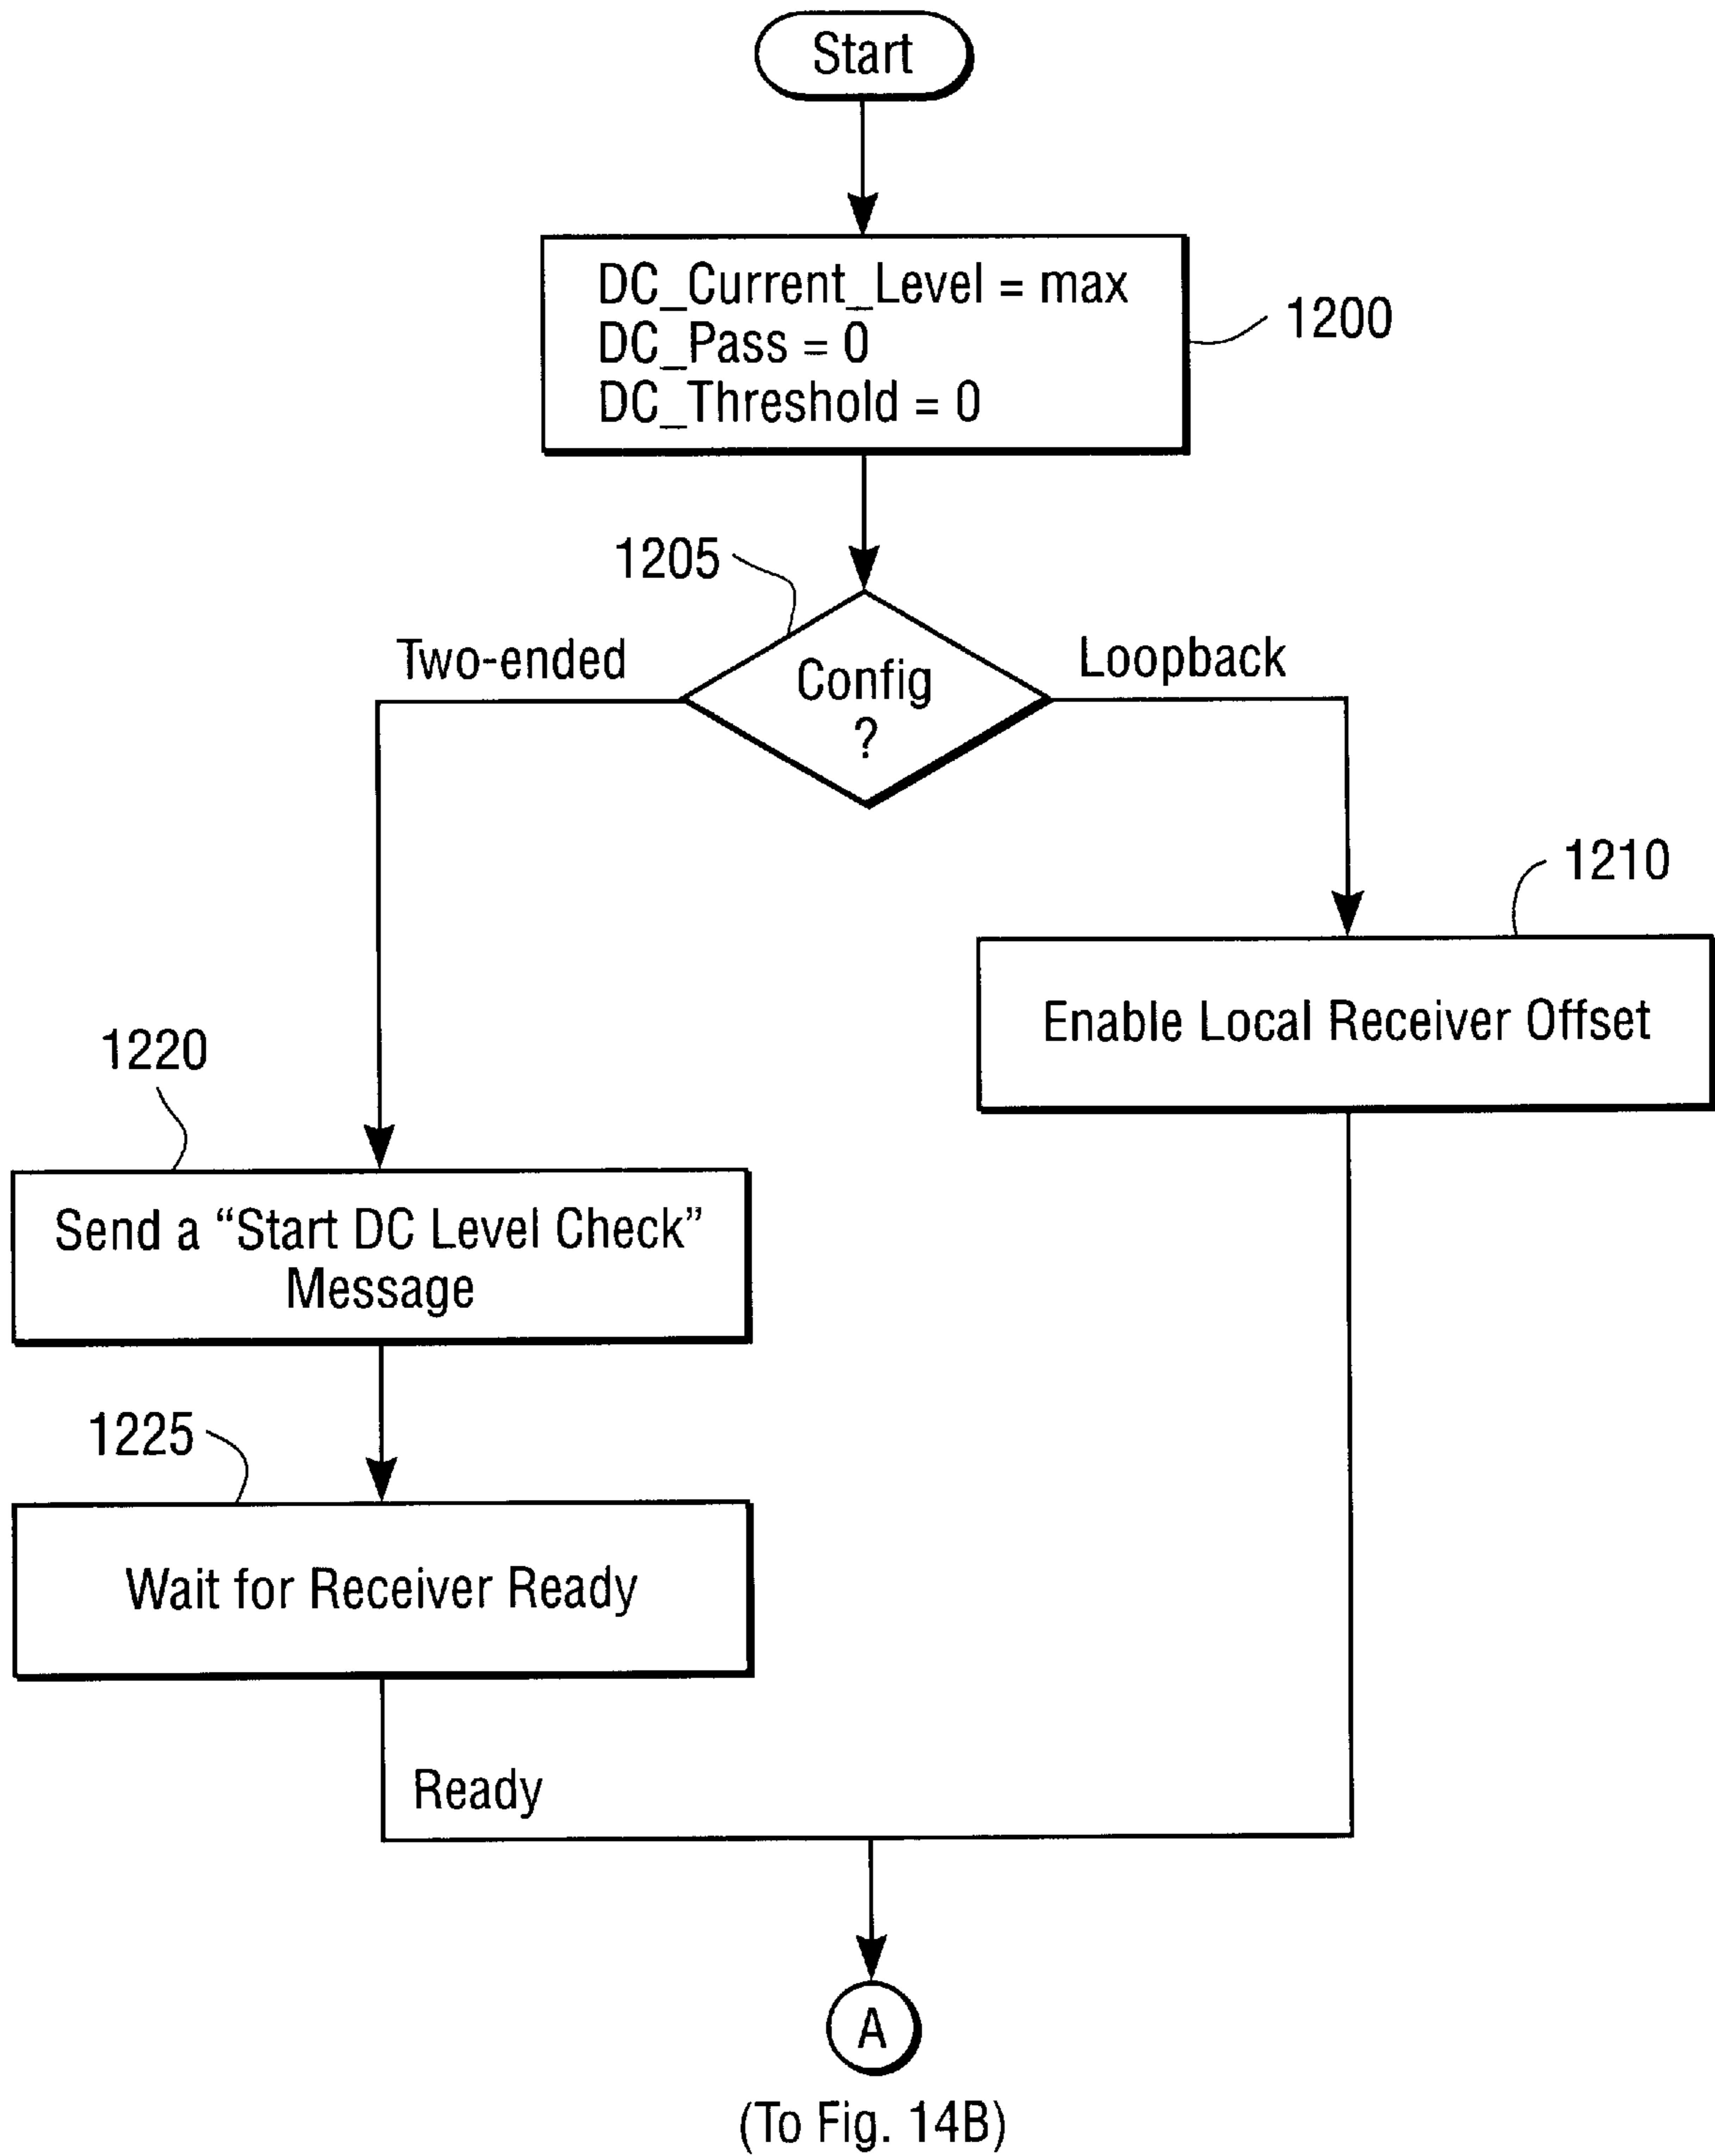 Start
DC_Current_Level = max
DC_Pass = 0
DC_Threshold = 0
1200
1205
Two-ended
Config
?
Loopback
1210
Enable Local Receiver Offset
1220
Send a “Start DC Level Check”
Message
1225
Wait for Receiver Ready
Ready
A
(To Fig. 14B)